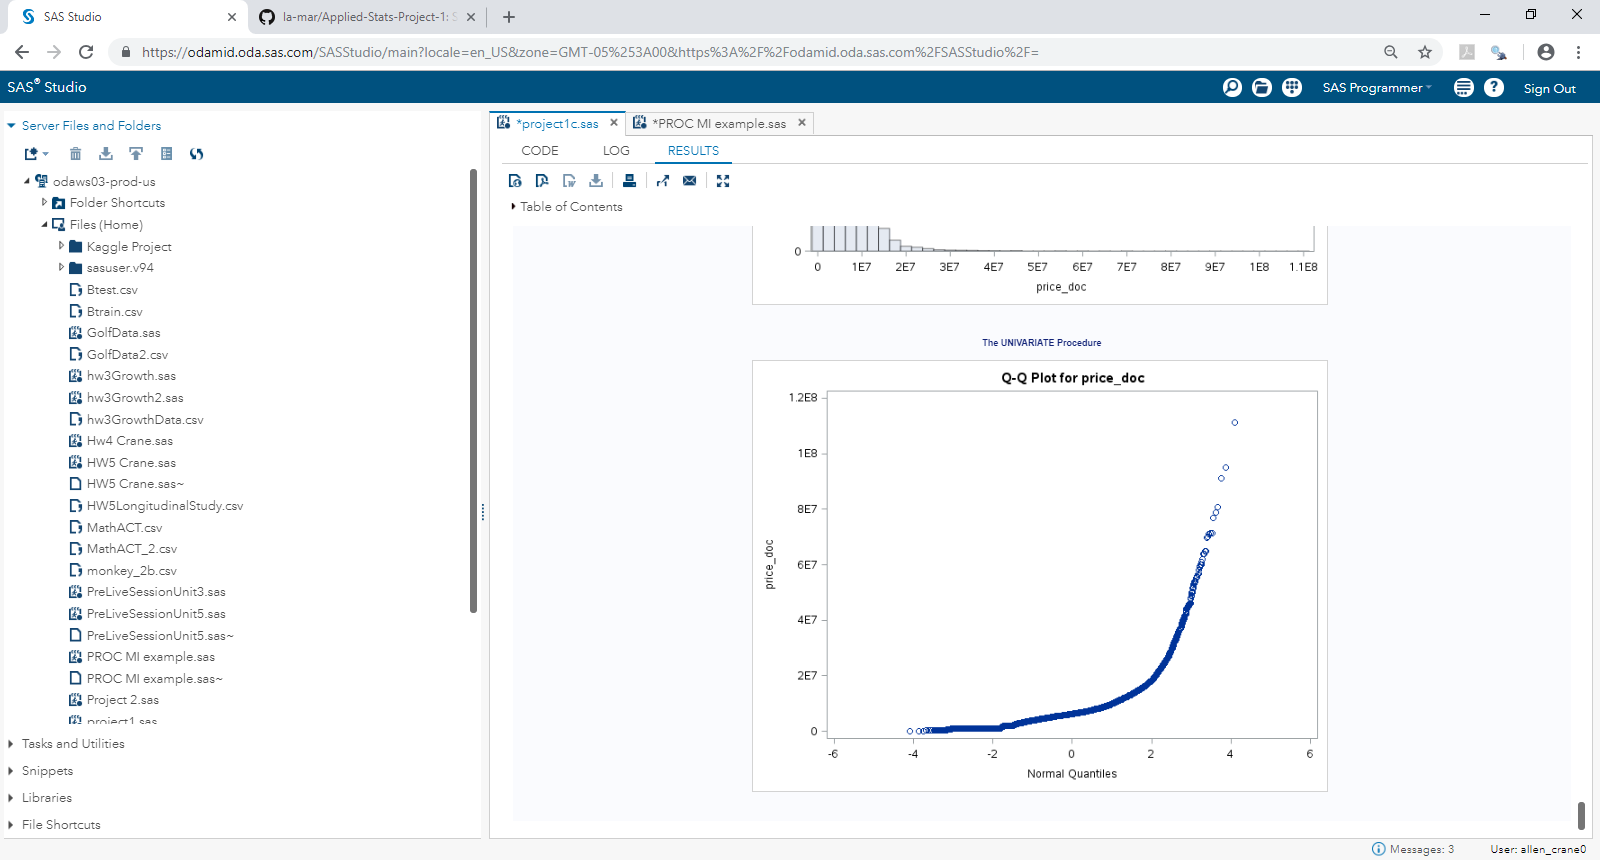 SAS Studio
la-mar/Applied-Stats-Project-1: S
https://odamid.oda.sas.com/SASStudio/main?locale=en_US&zone=GMT-05%253A00&https%3A%2F%2Fodamid.oda.sas.com%2FSASStudio%2F=
SAS® Studio
SAS Programmer
Sign Out
Server Files and Folders
odaws03-prod-us
Folder Shortcuts
Files (Home)
Kaggle Project
sasuser.v94
Btest.csv
Btrain.csv
GolfData.sas
GolfData2.csv
hw3Growth.sas
hw3Growth2.sas
hw3GrowthData.csv
Hw4 Crane.sas
HW5 Crane.sas
HW5 Crane.sas~
HW5LongitudinalStudy.csv
MathACT.csv
MathACT_2.csv
monkey_2b.csv
PreLiveSessionUnit3.sas
PreLiveSessionUnit5.sas
PreLiveSessionUnit5.sas~
PROC MI example.sas
PROC MI example.sas~
Project 2.sas
project1.sas
Tasks and Utilities
Snippets
Libraries
File Shortcuts
*project1c.sas
*PROC MI example.sas
CODE LOG RESULTS
Table of Contents
0
0 1E7 2E7 3E7 4E7 5E7 6E7 7E7 8E7 9E7 1E8 1.1E8
price_doc
The UNIVARIATE Procedure
Q-Q Plot for price_doc
1.2E8
1E8
8E7
6E7
4E7
2E7
0
price_doc
-6 -4 -2 0 2 4 6
Normal Quantiles
Messages: 3
User: allen_crane0